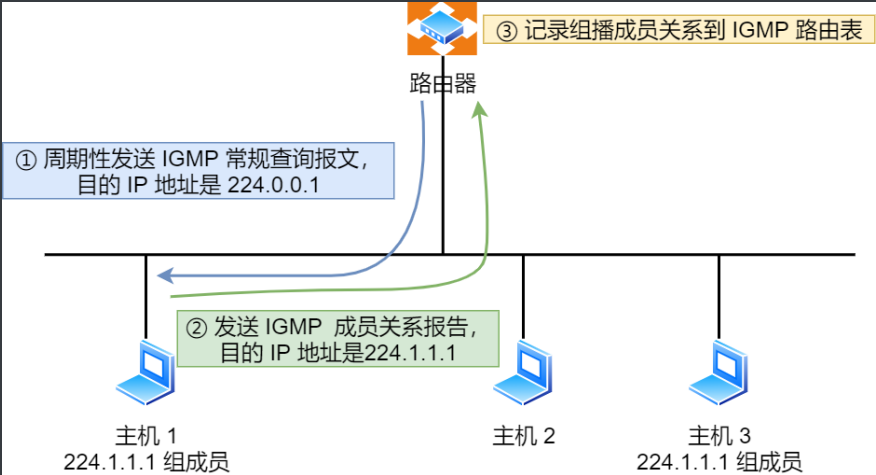 ③ 记录组播成员关系到 IGMP 路由表
路由器
① 周期性发送 IGMP 常规查询报文，
目的 IP 地址是 224.0.0.1
② 发送 IGMP 成员关系报告，
目的 IP 地址是224.1.1.1
主机 1
224.1.1.1 组成员
主机 2
主机 3
224.1.1.1 组成员